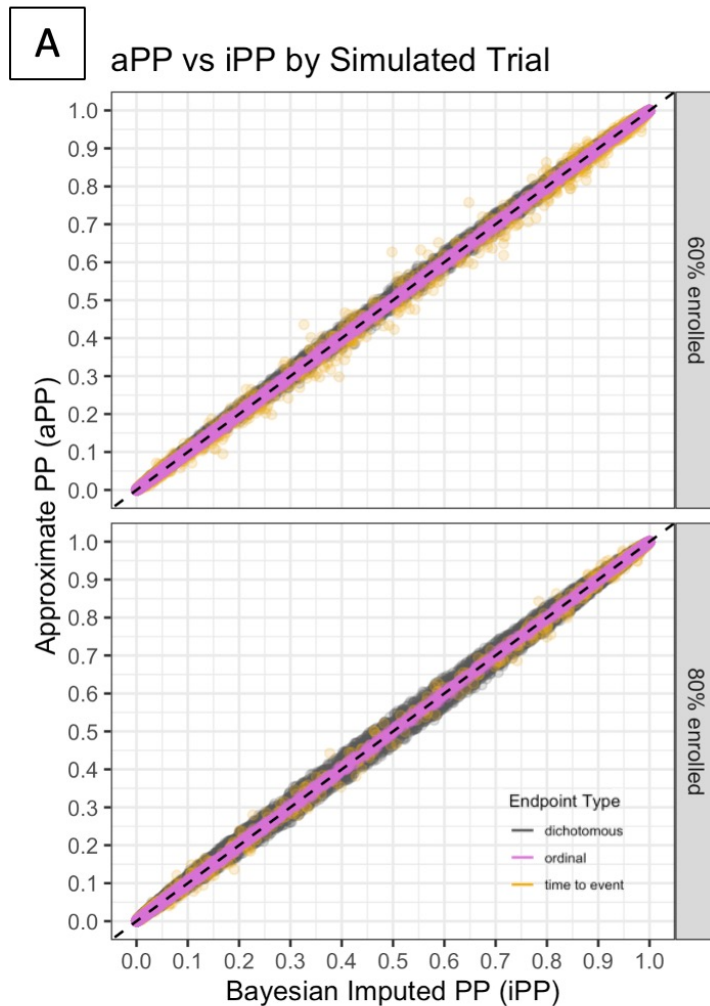 A
aPP vs iPP by Simulated Trial
1.0
0.9
0.8
0.7
0.6
0.5
0.4
0.3
0.2
0.1
0.0
60% enrolled
Approximate PP (aPP)
1.0
0.9
0.8
0.7
0.6
0.5
0.4
0.3
0.2
0.1
0.0
80% enrolled
Endpoint Type
dichotomous
ordinal
time to event
0.0 0.1 0.2 0.3 0.4 0.5 0.6 0.7 0.8 0.9 1.0
Bayesian Imputed PP (iPP)